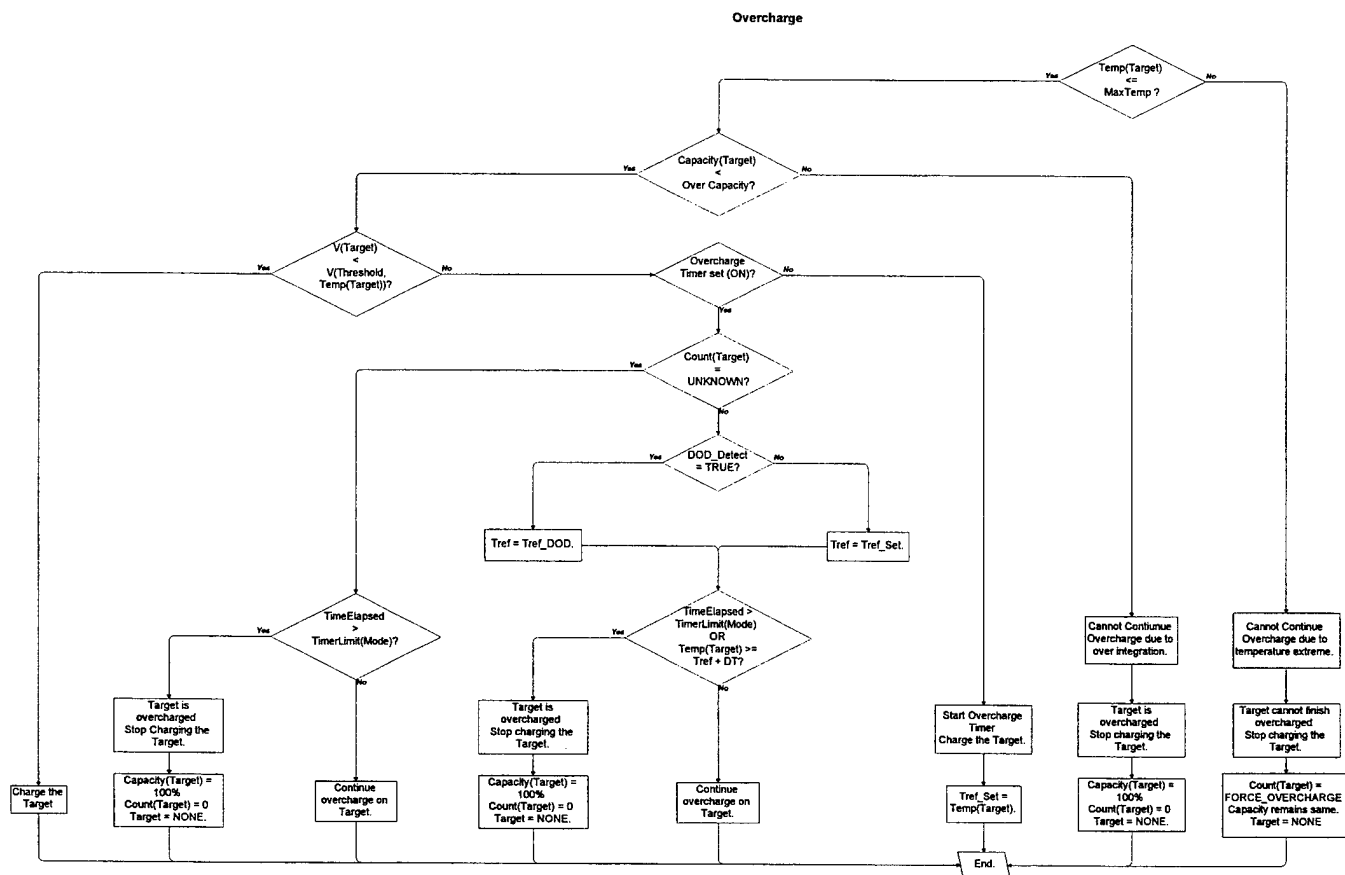 Overcharge
Temp(Target)
<=
MaxTemp ?
Yes
No
Capacity(Target)
<
Over Capacity?
Yes
No
V(Target)
<
V(Threshold,
Temp(Target))?
Yes
No
Overcharge
Timer set (ON)?
No
Yes
Count(Target)
=
UNKNOWN?
Yes
No
DOD_Detect
= TRUE?
Yes
No
Tref = Tref_DOD.
Tref = Tref_Set.
TimeElapsed
>
TimerLimit(Mode)?
Yes
No
TimeElapsed >
TimerLimit(Mode)
OR
Temp(Target) >=
Tref + DT?
Yes
No
Cannot Contiunue
Overcharge due to
over integration.
Cannot Continue
Overcharge due to
temperature extreme.
Target is
overcharged
Stop Charging the
Target.
Target is
overcharged
Stop charging the
Target.
Start Overcharge
Timer
Charge the Target.
Target is
overcharged
Stop charging the
Target.
Target cannot finish
overcharged
Stop charging the
Target.
Charge the
Target
Capacity(Target) =
100%
Count(Target) = 0
Target = NONE.
Continue
overcharge on
Target.
Capacity(Target) =
100%
Count(Target) = 0
Target = NONE.
Continue
overcharge on
Target.
Tref_Set =
Temp(Target).
Capacity(Target) =
100%
Count(Target) = 0
Target = NONE.
Count(Target) =
FORCE_OVERCHARGE
Capacity remains same.
Target = NONE
End.